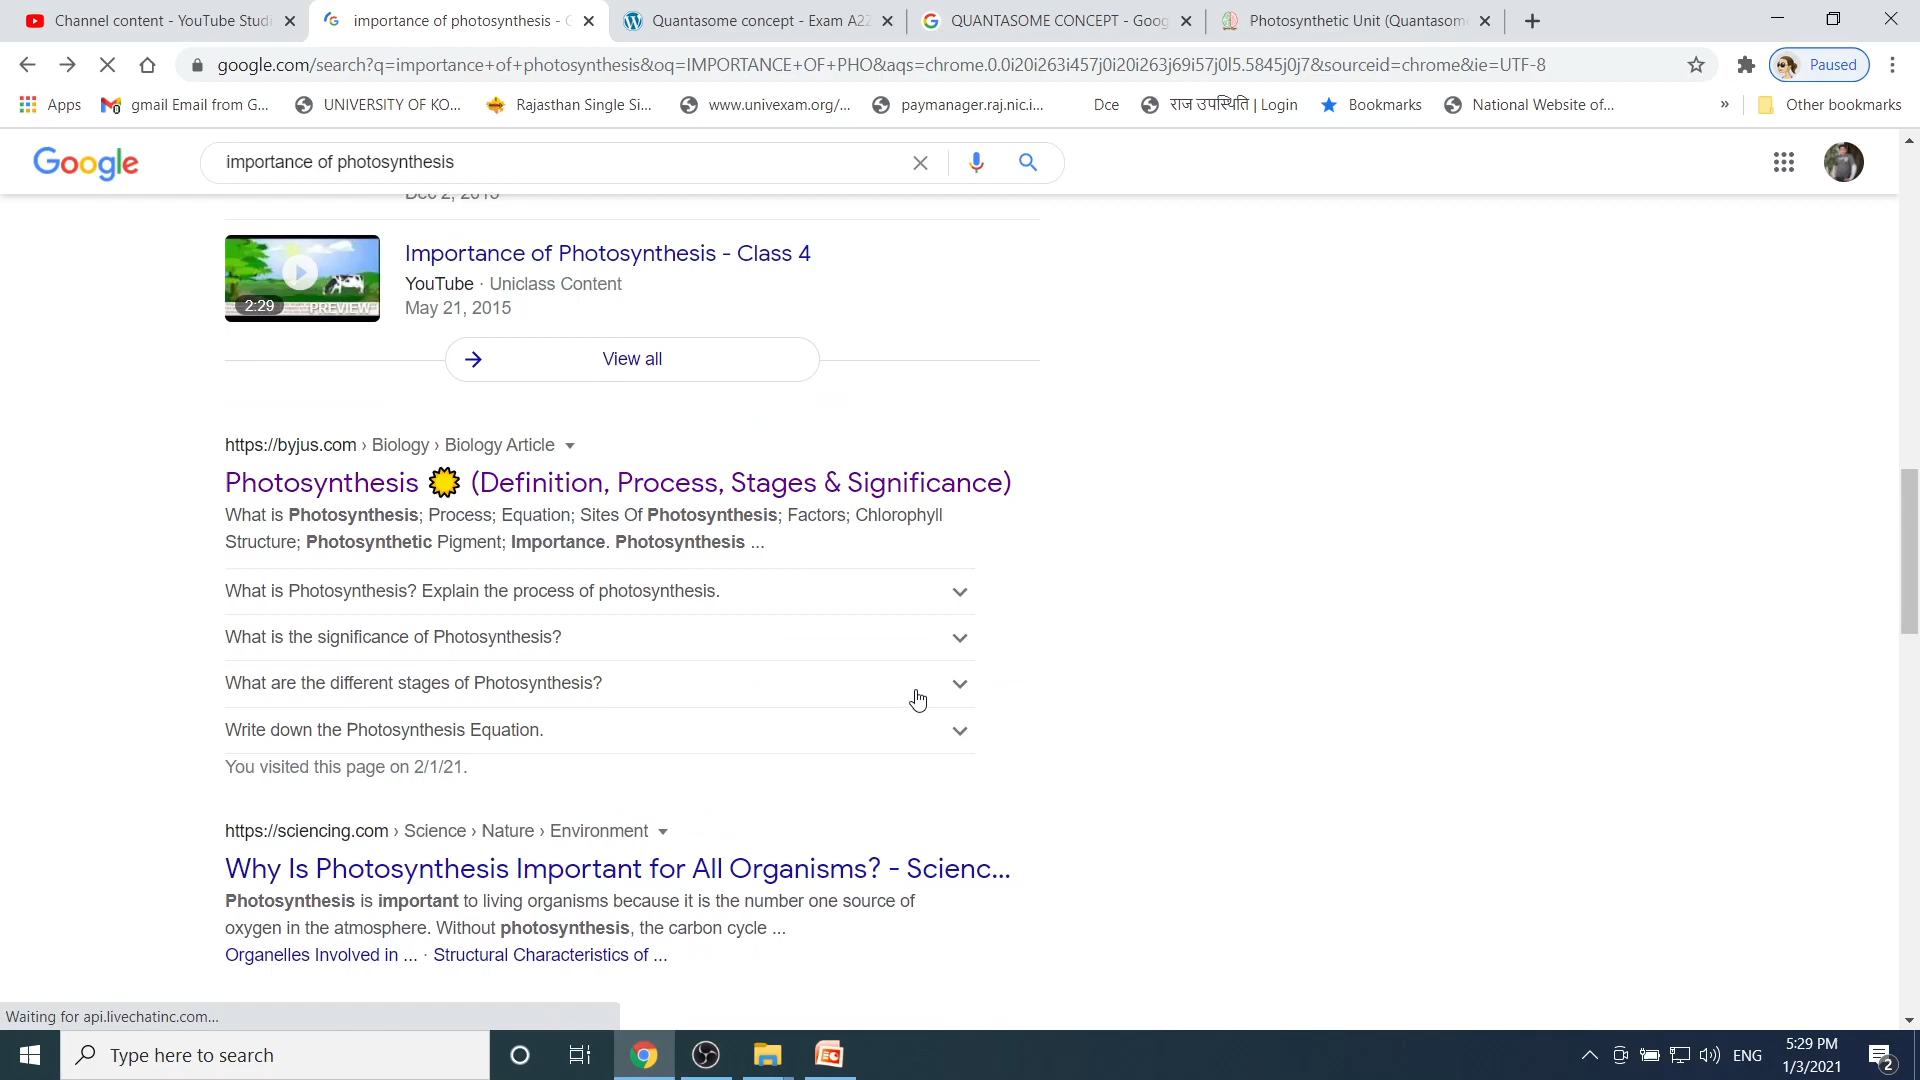 Channel content - YouTube Studi
importance of photosynthesis - G
Quantasome concept - Exam A2Z
QUANTASOME CONCEPT - Goog
Photosynthetic Unit (Quantasom
google.com/search?q=importance+of+photosynthesis&oq=IMPORTANCE+OF+PHO&aqs=chrome.0.0i20i263i457j0i20i263j69i57j0l5.5845j0j7&sourceid=chrome&ie=UTF-8
Paused
Apps
gmail Email from G...
UNIVERSITY OF KO...
Rajasthan Single Si...
www.univexam.org/...
paymanager.raj.nic.i...
Dce
राज उपस्थिति | Login
Bookmarks
National Website of...
»
Other bookmarks
Google
importance of photosynthesis
Dec 2, 2015
Importance of Photosynthesis - Class 4
YouTube · Uniclass Content
May 21, 2015
2:29
PREVIEW
View all
https://byjus.com › Biology › Biology Article
Photosynthesis (Definition, Process, Stages & Significance)
What is Photosynthesis; Process; Equation; Sites Of Photosynthesis; Factors; Chlorophyll
Structure; Photosynthetic Pigment; Importance. Photosynthesis ...
What is Photosynthesis? Explain the process of photosynthesis.
What is the significance of Photosynthesis?
What are the different stages of Photosynthesis?
Write down the Photosynthesis Equation.
You visited this page on 2/1/21.
https://sciencing.com › Science › Nature › Environment
Why Is Photosynthesis Important for All Organisms? - Scienc...
Photosynthesis is important to living organisms because it is the number one source of
oxygen in the atmosphere. Without photosynthesis, the carbon cycle ...
Organelles Involved in ... · Structural Characteristics of ...
Waiting for api.livechatinc.com...
Type here to search
ENG
5:29 PM
1/3/2021
2